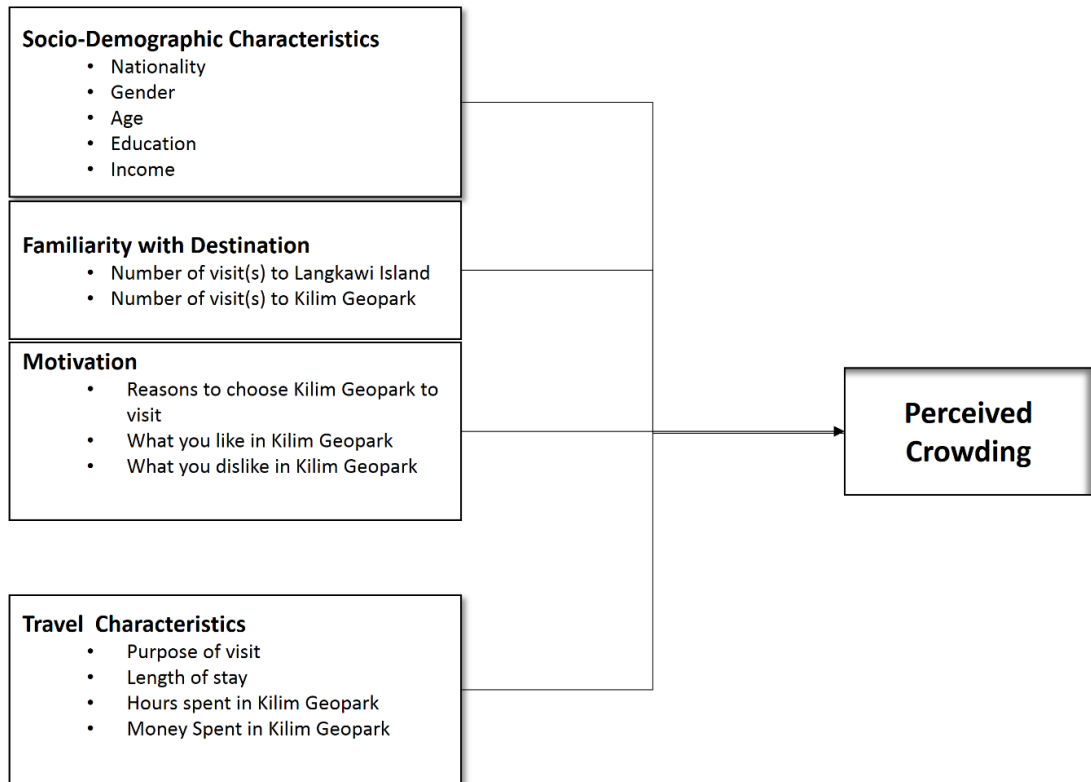 Socio-Demographic Characteristics
• Nationality
• Gender
• Age
• Education
• Income
Familiarity with Destination
• Number of visit(s) to Langkawi Island
• Number of visit(s) to Kilim Geopark
Motivation
• Reasons to choose Kilim Geopark to
visit
• What you like in Kilim Geopark
• What you dislike in Kilim Geopark
Travel Characteristics
• Purpose of visit
• Length of stay
• Hours spent in Kilim Geopark
• Money Spent in Kilim Geopark
Perceived
Crowding